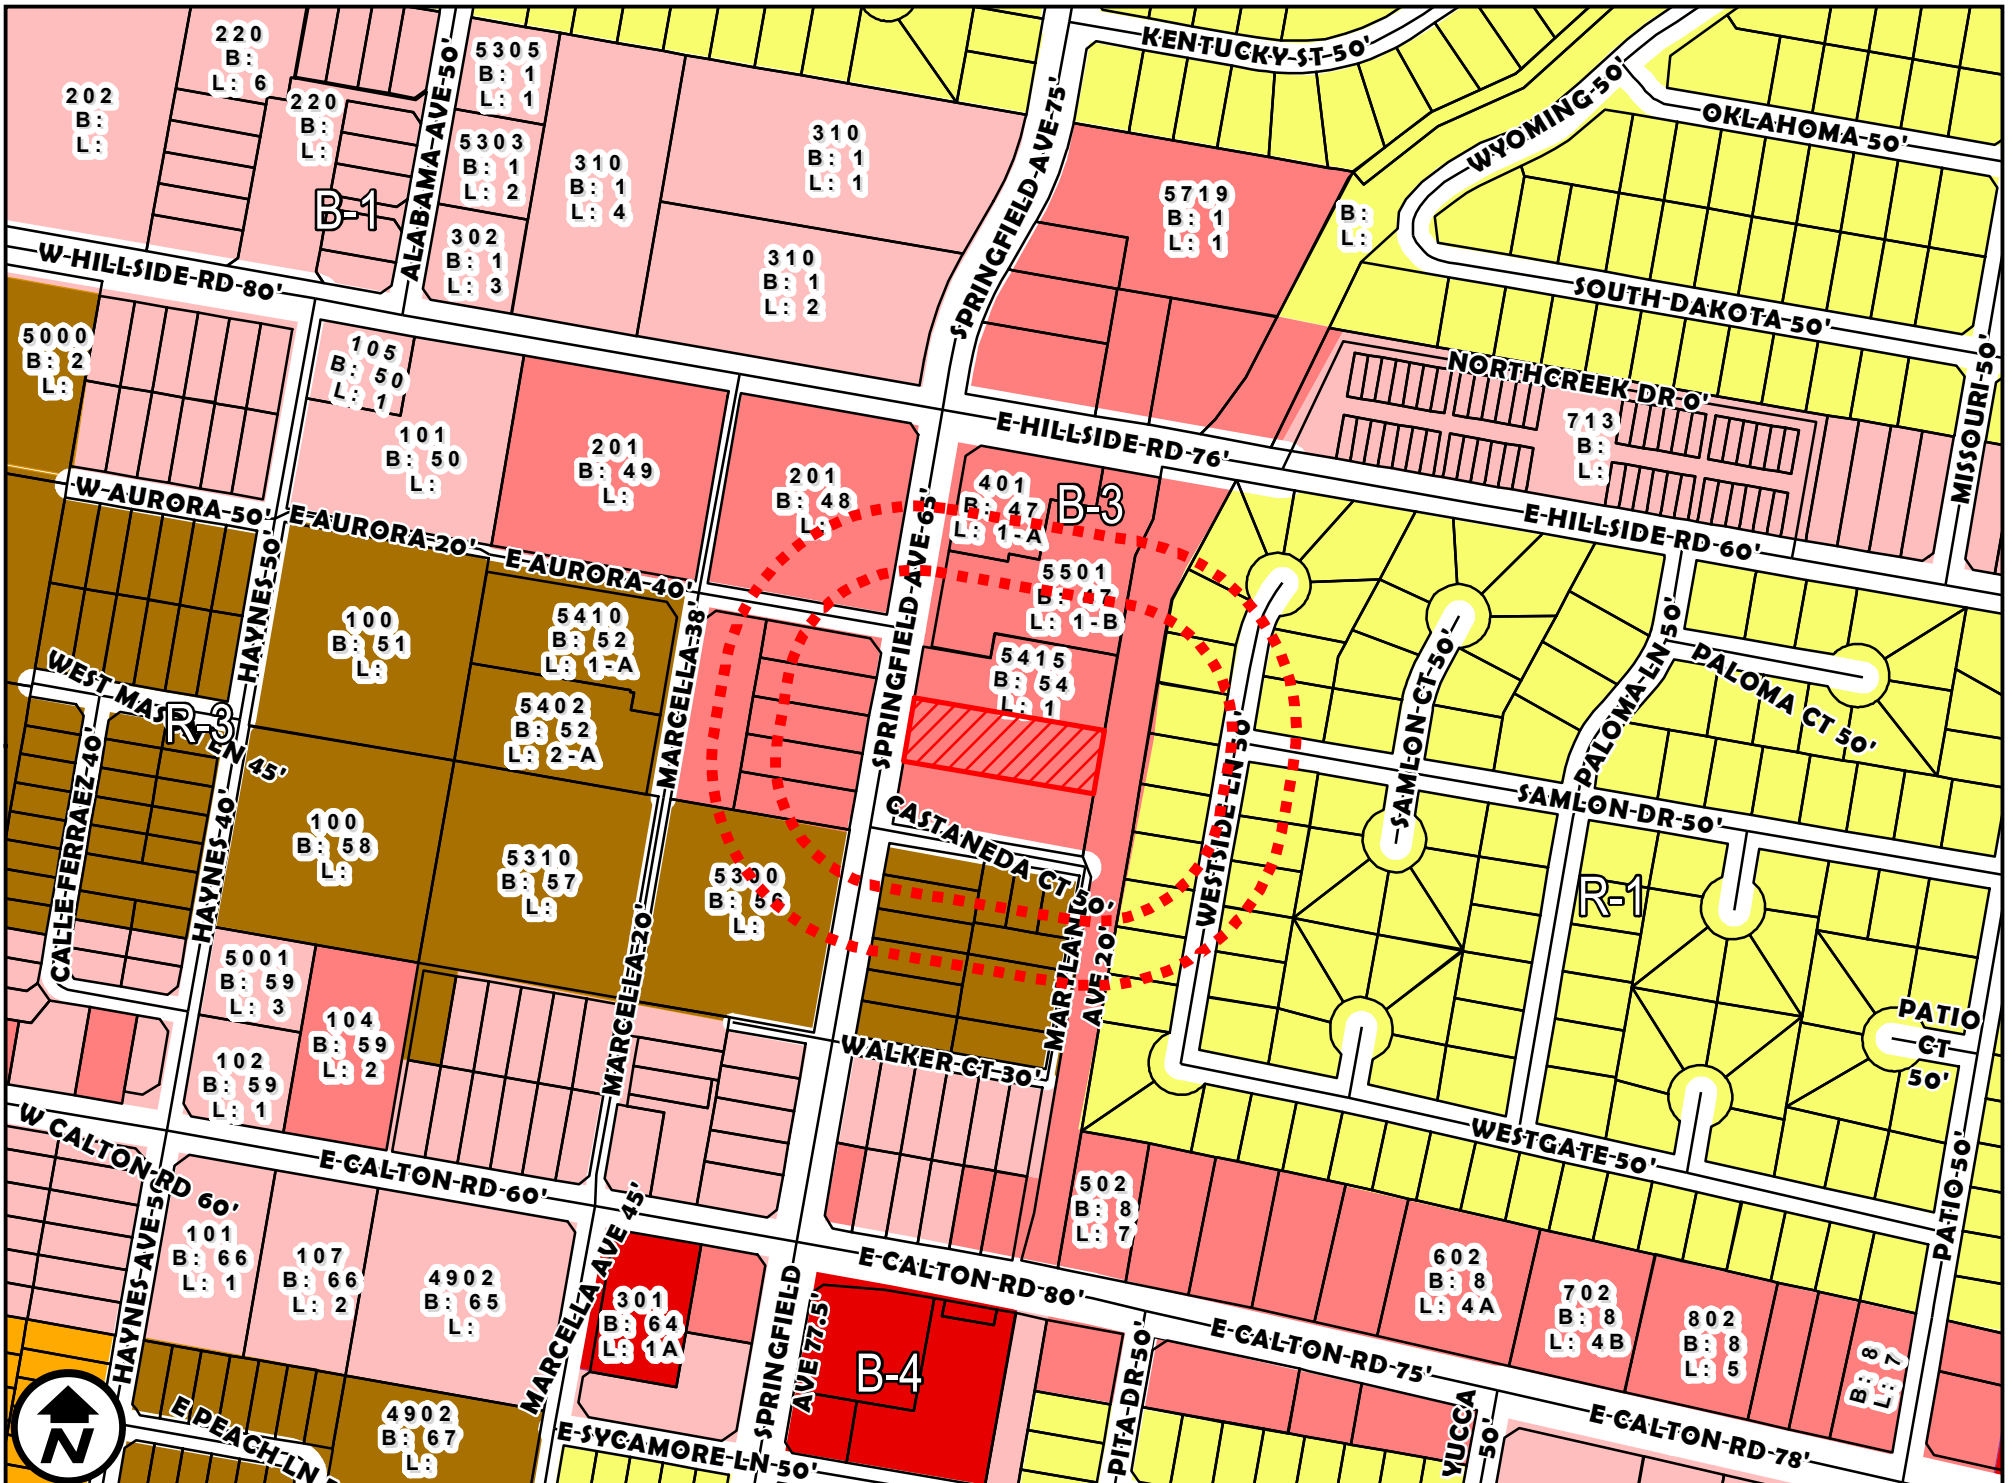 KENTUCKY-ST-50'
220
B:
L: 6
5305
B: 1
L: 1
ALABAMA-AVE-50'
SPRINGFIELD-AVE-75'
WYOMING-50'
OKLAHOMA-50'
202
B:
L:
220
B:
L:
310
B: 1
L: 1
5303
B: 1
L: 2
310
B: 1
L: 4
5719
B: 1
L: 1
B:
L:
B-1
302
B: 1
L: 3
310
B: 1
L: 2
W-HILLSIDE-RD-80'
SOUTH-DAKOTA-50'
5000
B: 2
L:
105
B: 50
L: 1
NORTHCREEK DR 0'
MISSOURI-50'
101
B: 50
L:
201
B: 49
L:
201
B: 48
L:
E-HILLSIDE-RD-76'
713
B:
L:
401
B: 47
L: 1-A
B-3
W-AURORA-50'
E-AURORA 20'
E-AURORA-40'
E-HILLSIDE-RD-60'
HAYNES-50'
SPRINGFIELD-AVE-65'
5501
B: 47
L: 1-B
100
B: 51
L:
5410
B: 52
L: 1-A
MARCELLA-38'
5415
B: 54
L: 1
SAMLON-CT-50'
PALOMA-LN-50'
PALOMA CT 50'
R-3
5402
B: 52
L: 2-A
WESTSIDE-LN-50'
SAMLON-DR-50'
CALLE-FERRAEZ-40'
HAYNES-40'
100
B: 58
L:
5310
B: 57
L:
5300
B: 56
L:
CASTANEDA CT 50'
R-1
MARCELLA-20'
MARYLAND
AVE 20'
5001
B: 59
L: 3
104
B: 59
L: 2
102
B: 59
L: 1
WALKER-CT-30'
PATIO
CT
50'
W CALTON-RD 60'
E-CALTON-RD-60'
WESTGATE-50'
PATIO-50'
502
B: 8
L: 7
101
B: 66
L: 1
107
B: 66
L: 2
4902
B: 65
L:
MARCELLA AVE 45'
301
B: 64
L: 1A
SPRINGFIELD
AVE 77.5'
E-CALTON-RD-80'
B-4
602
B: 8
L: 4A
702
B: 8
L: 4B
802
B: 8
L: 5
B: 8
L: 7
E-CALTON-RD-75'
PITA-DR-50'
YUCCA
50'
E-CALTON-RD-78'
N
E PEACH-LN
4902
B: 67
L:
E-SYCAMORE-LN-50'